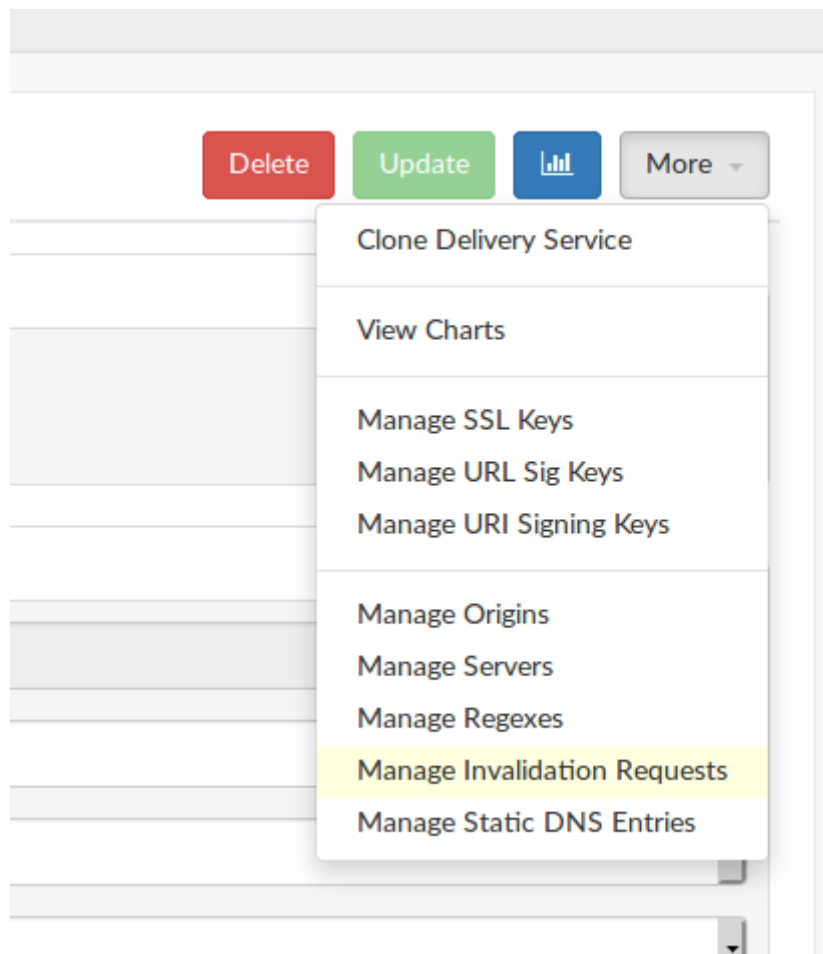 Delete Update More
Clone Delivery Service
View Charts
Manage SSL Keys
Manage URL Sig Keys
Manage URI Signing Keys
Manage Origins
Manage Servers
Manage Regexes
Manage Invalidation Requests
Manage Static DNS Entries